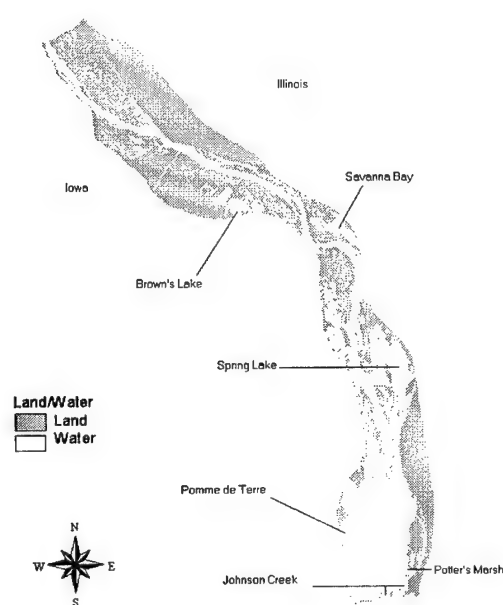 Illinois
Savanna Bay
Iowa
Brown's Lake
Spring Lake
Land/Water
Land
Water
Pomme de Terre
N
W
E
S
Potter's Marsh
Johnson Creek